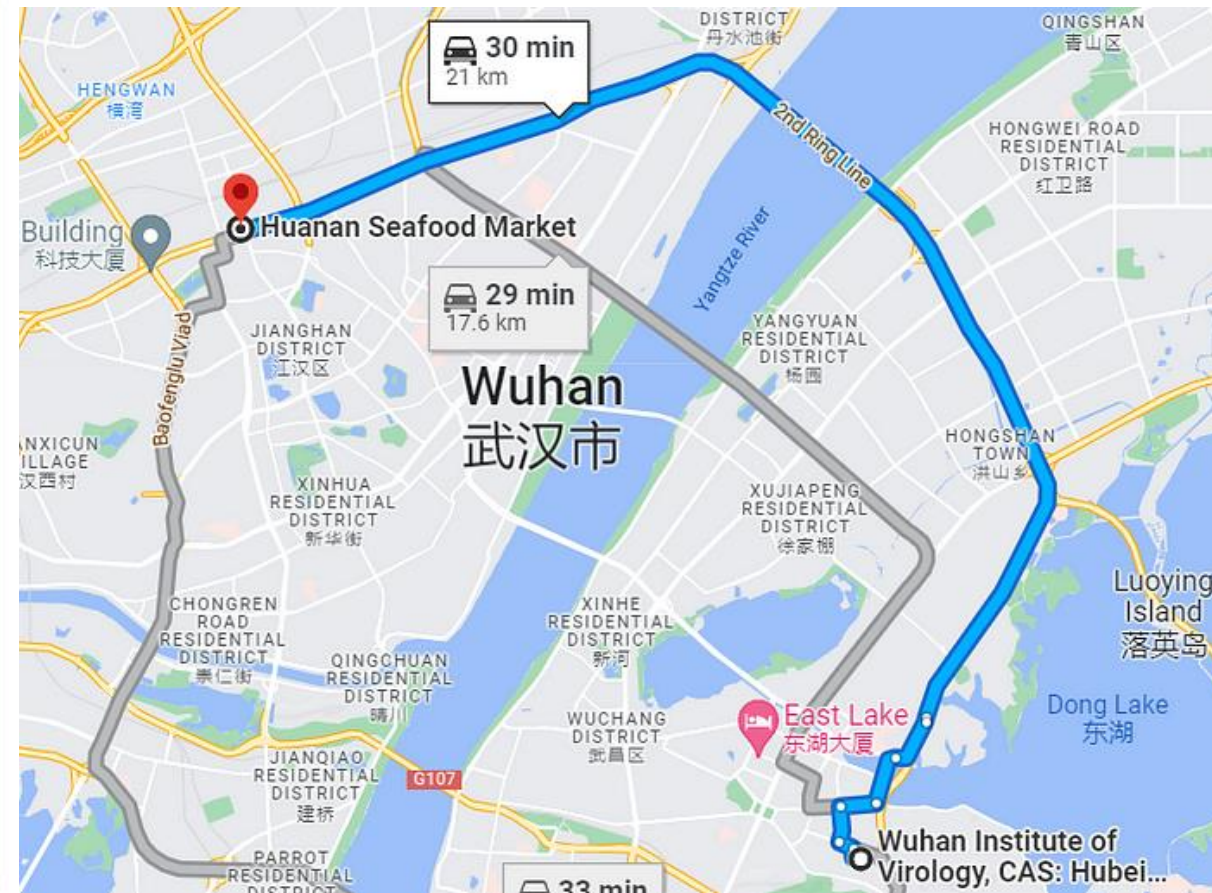 DISTRICT
丹水池街
QINGSHAN
青山区
30 min
21 km
HENGWAN
横湾
2nd Ring Line
HONGWEI ROAD
RESIDENTIAL
DISTRICT
红卫路
Building
科技大厦
Huanan Seafood Market
Yangtze River
29 min
17.6 km
JIANGHAN
DISTRICT
江汉区
YANGYUAN
RESIDENTIAL
DISTRICT
杨园
Baofenglu Viad
Wuhan
武汉市
ANXICUN
ILLAGE
汉西村
HONGSHAN
TOWN
洪山乡
XINHUA
RESIDENTIAL
DISTRICT
新华街
XUJIAPENG
RESIDENTIAL
DISTRICT
徐家棚
Luoying
Island
落英岛
CHONGREN
ROAD
RESIDENTIAL
DISTRICT
崇仁街
XINHE
RESIDENTIAL
DISTRICT
新河
QINGCHUAN
RESIDENTIAL
DISTRICT
晴川
WUCHANG
DISTRICT
武昌区
East Lake
东湖大厦
Dong Lake
东湖
JIANQIAO
RESIDENTIAL
DISTRICT
建桥
G107
Wuhan Institute of
Virology, CAS: Hubei...
PARROT
RESIDENTIAL
DISTRICT
33 min